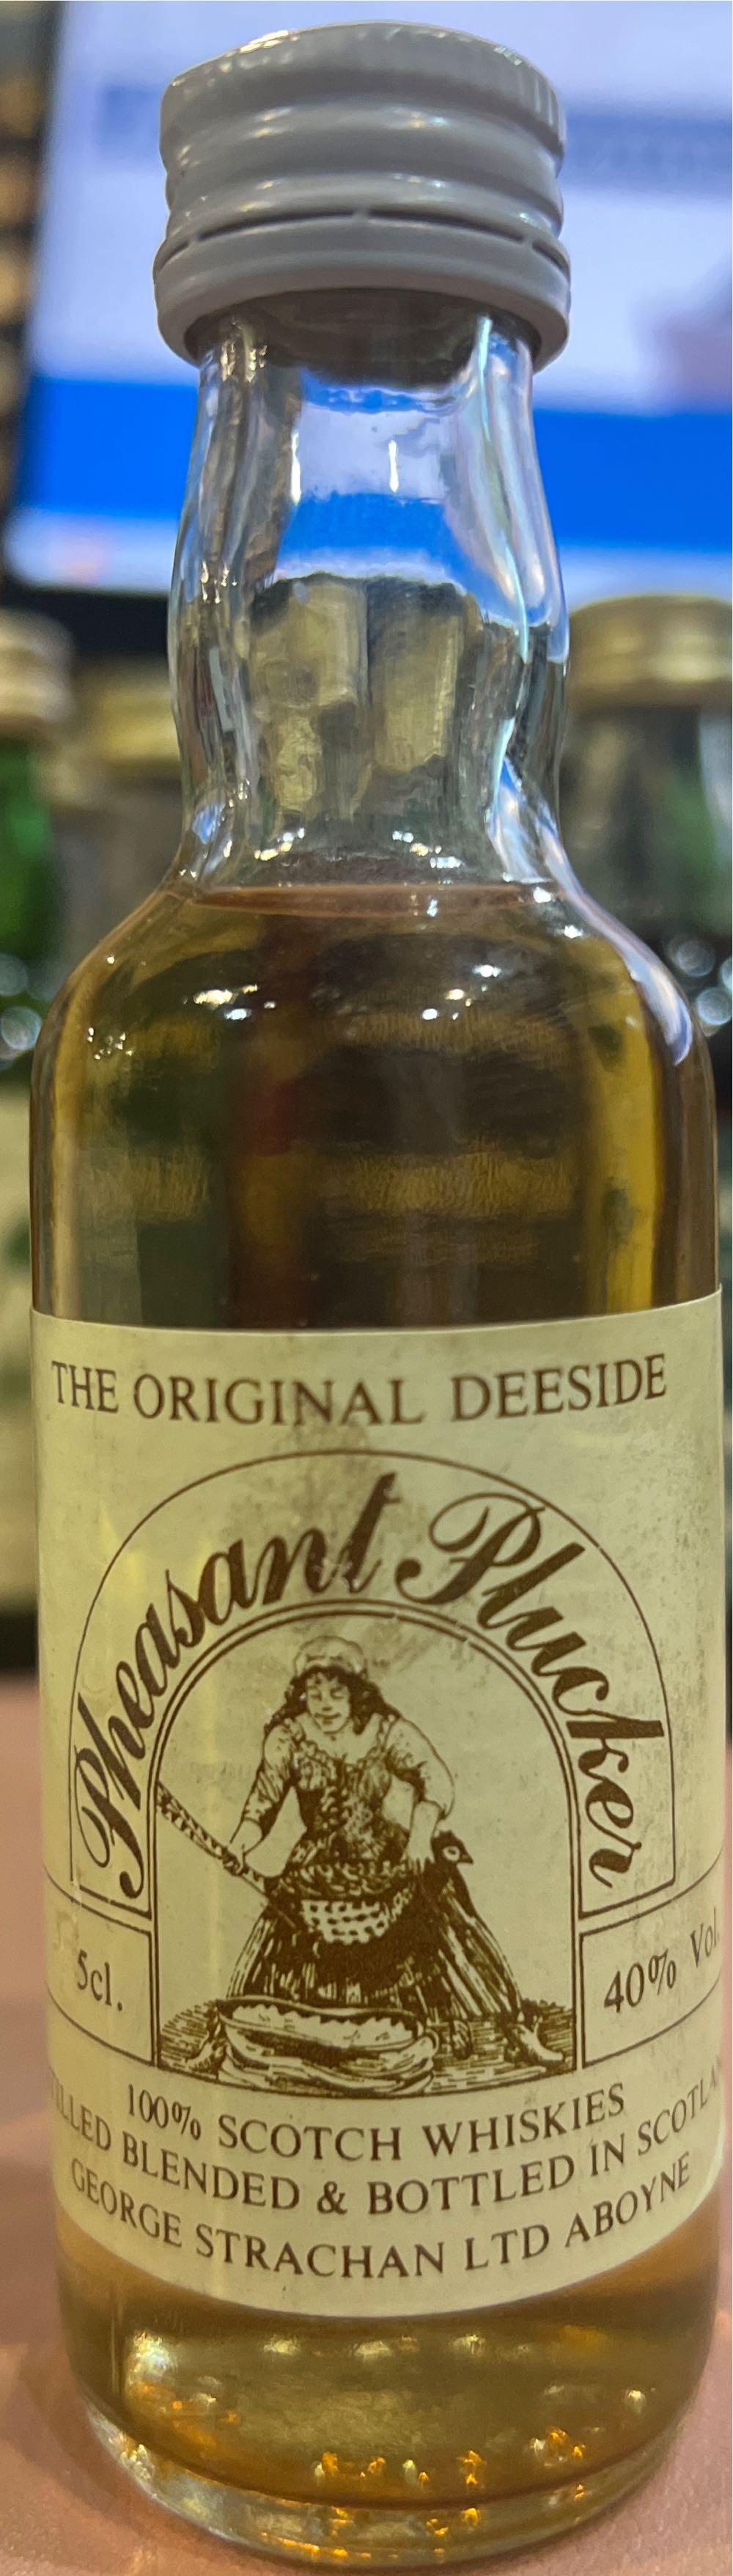 THE ORIGINAL DEESIDE
Pheasant Plucker
5cl.
40% Vol.
100% SCOTCH WHISKIES
BLENDED & BOTTLED IN
GEORGE STRACHAN LTD ABOYNE